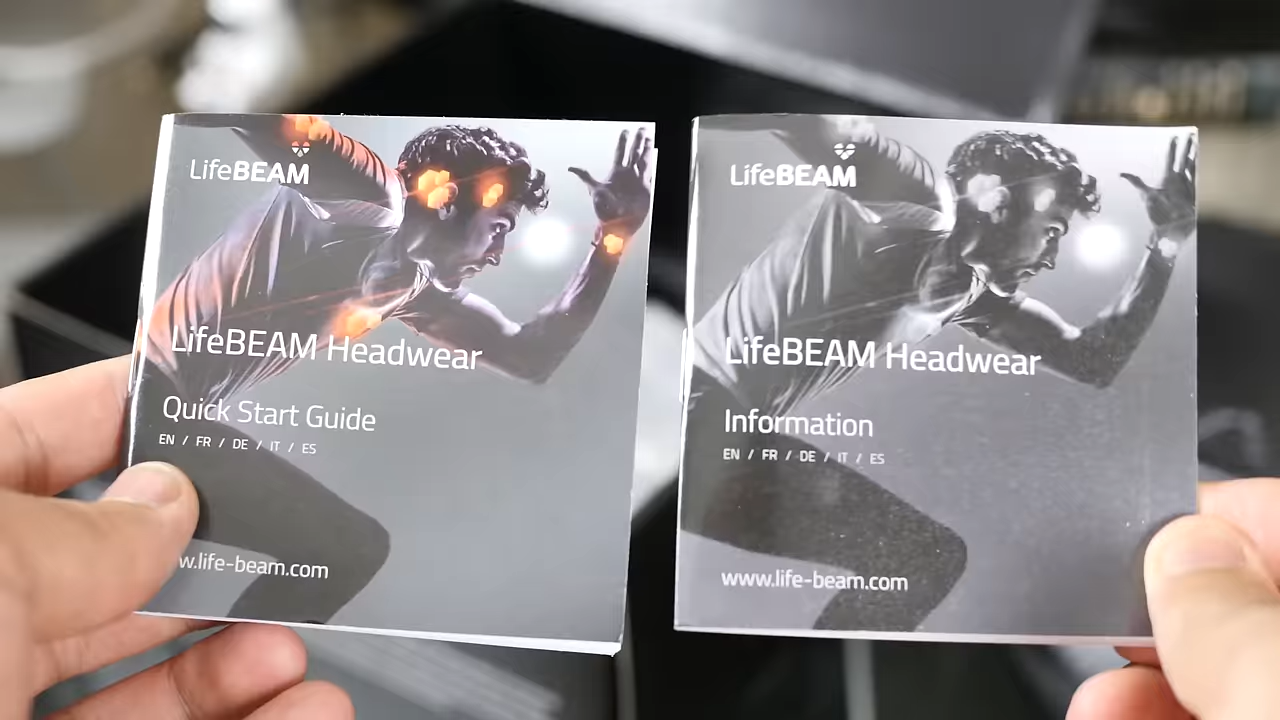 LifeBEAM
LifeBEAM Headwear
Quick Start Guide
EN / FR / DE / IT / ES
w.life-beam.com
LifeBEAM
LifeBEAM Headwear
Information
EN / FR / DE / IT / ES
www.life-beam.com